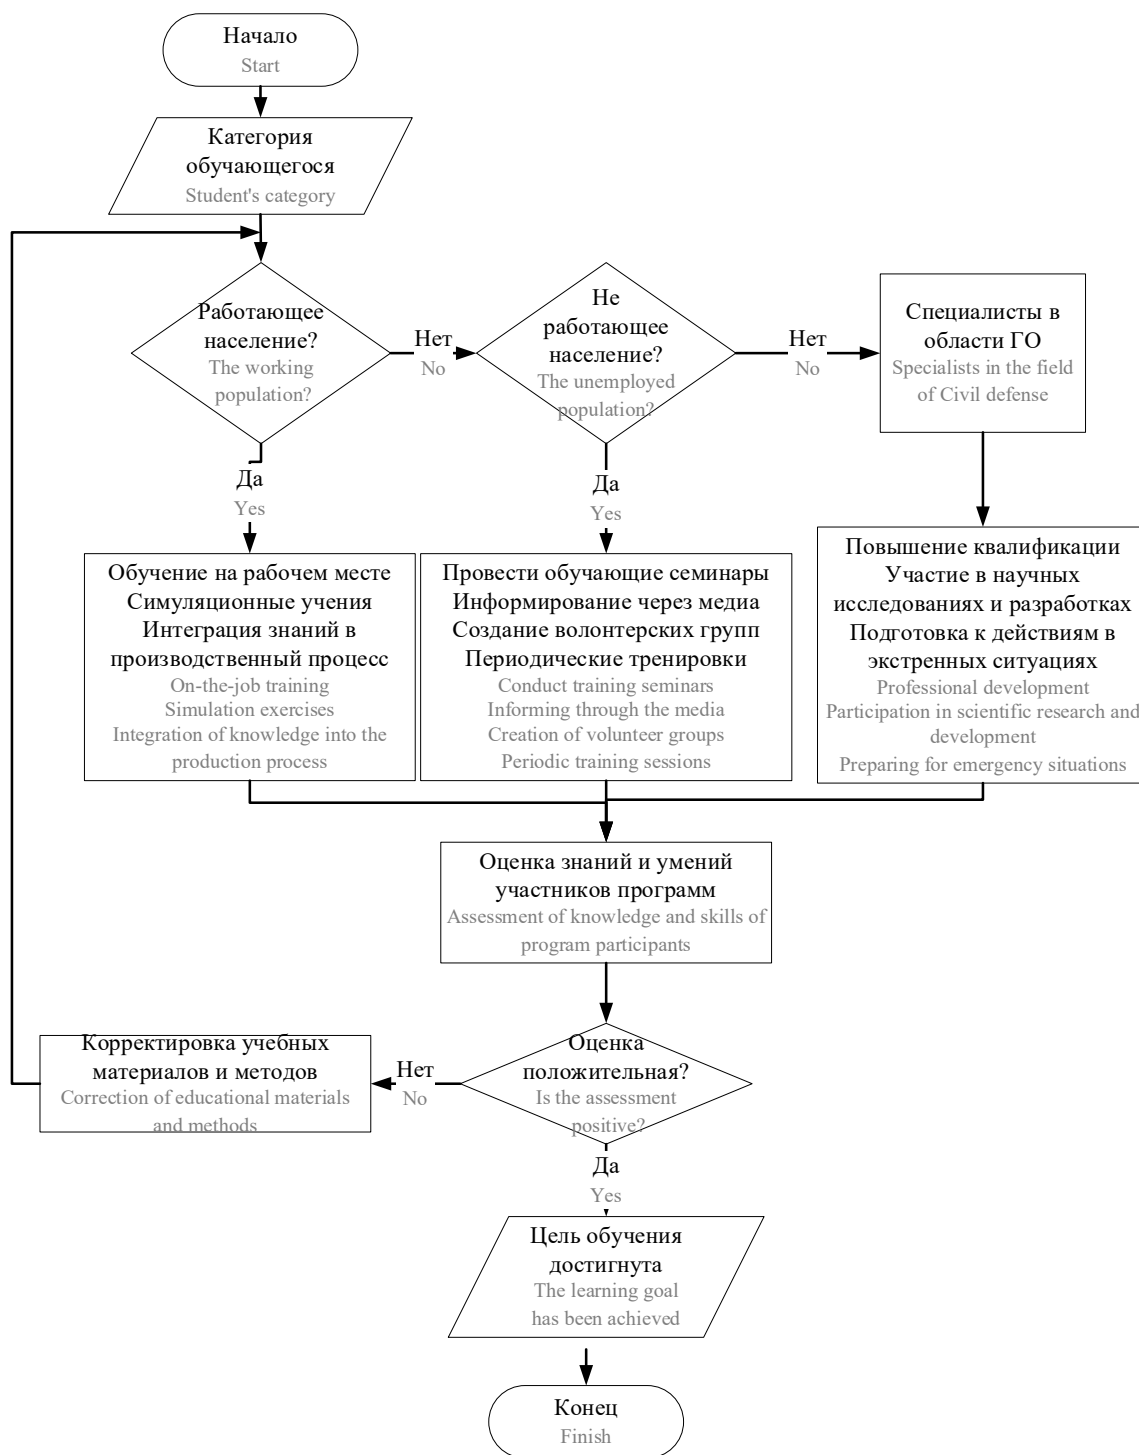 Начало
Start
Категория
обучающегося
Student's category
Работающее
население?
The working
population?
Нет
No
Не
работающее
население?
The unemployed
population?
Нет
No
Специалисты в
области ГО
Specialists in the field
of Civil defense
Да
Yes
Да
Yes
Обучение на рабочем месте
Симуляционные учения
Интеграция знаний в
производственный процесс
On-the-job training
Simulation exercises
Integration of knowledge into the
production process
Провести обучающие семинары
Информирование через медиа
Создание волонтерских групп
Периодические тренировки
Conduct training seminars
Informing through the media
Creation of volunteer groups
Periodic training sessions
Повышение квалификации
Участие в научных
исследованиях и разработках
Подготовка к действиям в
экстренных ситуациях
Professional development
Participation in scientific research and
development
Preparing for emergency situations
Оценка знаний и умений
участников программ
Assessment of knowledge and skills of
program participants
Оценка
положительная?
Is the assessment
positive?
Нет
No
Корректировка учебных
материалов и методов
Correction of educational materials
and methods
Да
Yes
Цель обучения
достигнута
The learning goal
has been achieved
Конец
Finish